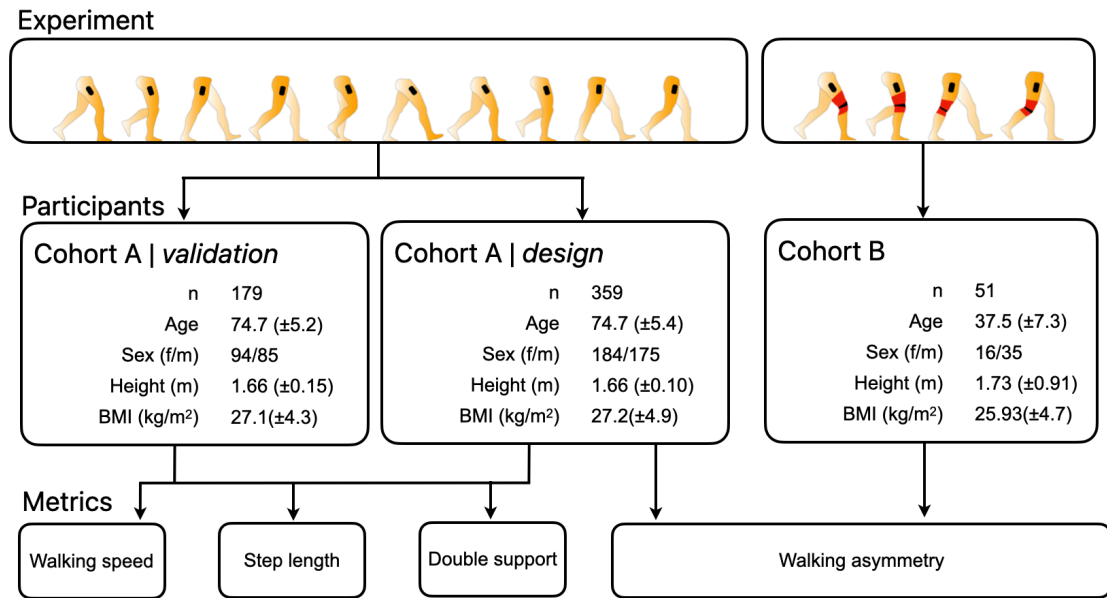 Experiment
Participants
Cohort A | validation
n 179
Age 74.7 (±5.2)
Sex (f/m) 94/85
Height (m) 1.66 (±0.15)
BMI (kg/m²) 27.1(±4.3)
Cohort A | design
n 359
Age 74.7 (±5.4)
Sex (f/m) 184/175
Height (m) 1.66 (±0.10)
BMI (kg/m²) 27.2(±4.9)
Cohort B
n 51
Age 37.5 (±7.3)
Sex (f/m) 16/35
Height (m) 1.73 (±0.91)
BMI (kg/m²) 25.93(±4.7)
Metrics
Walking speed
Step length
Double support
Walking asymmetry